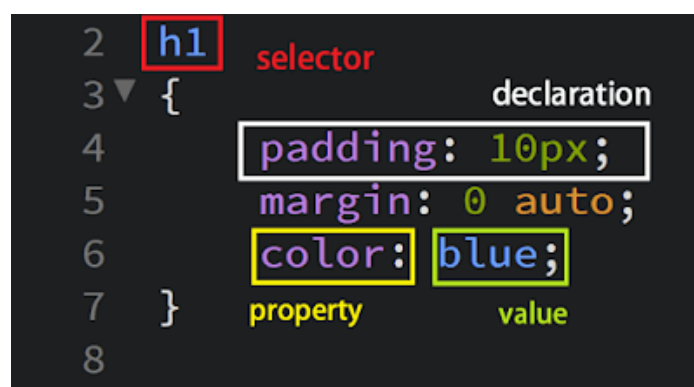 2 h1 selector
3 ▼ { declaration
4 padding: 10px;
5 margin: 0 auto;
6 color: blue;
7 } property value
8